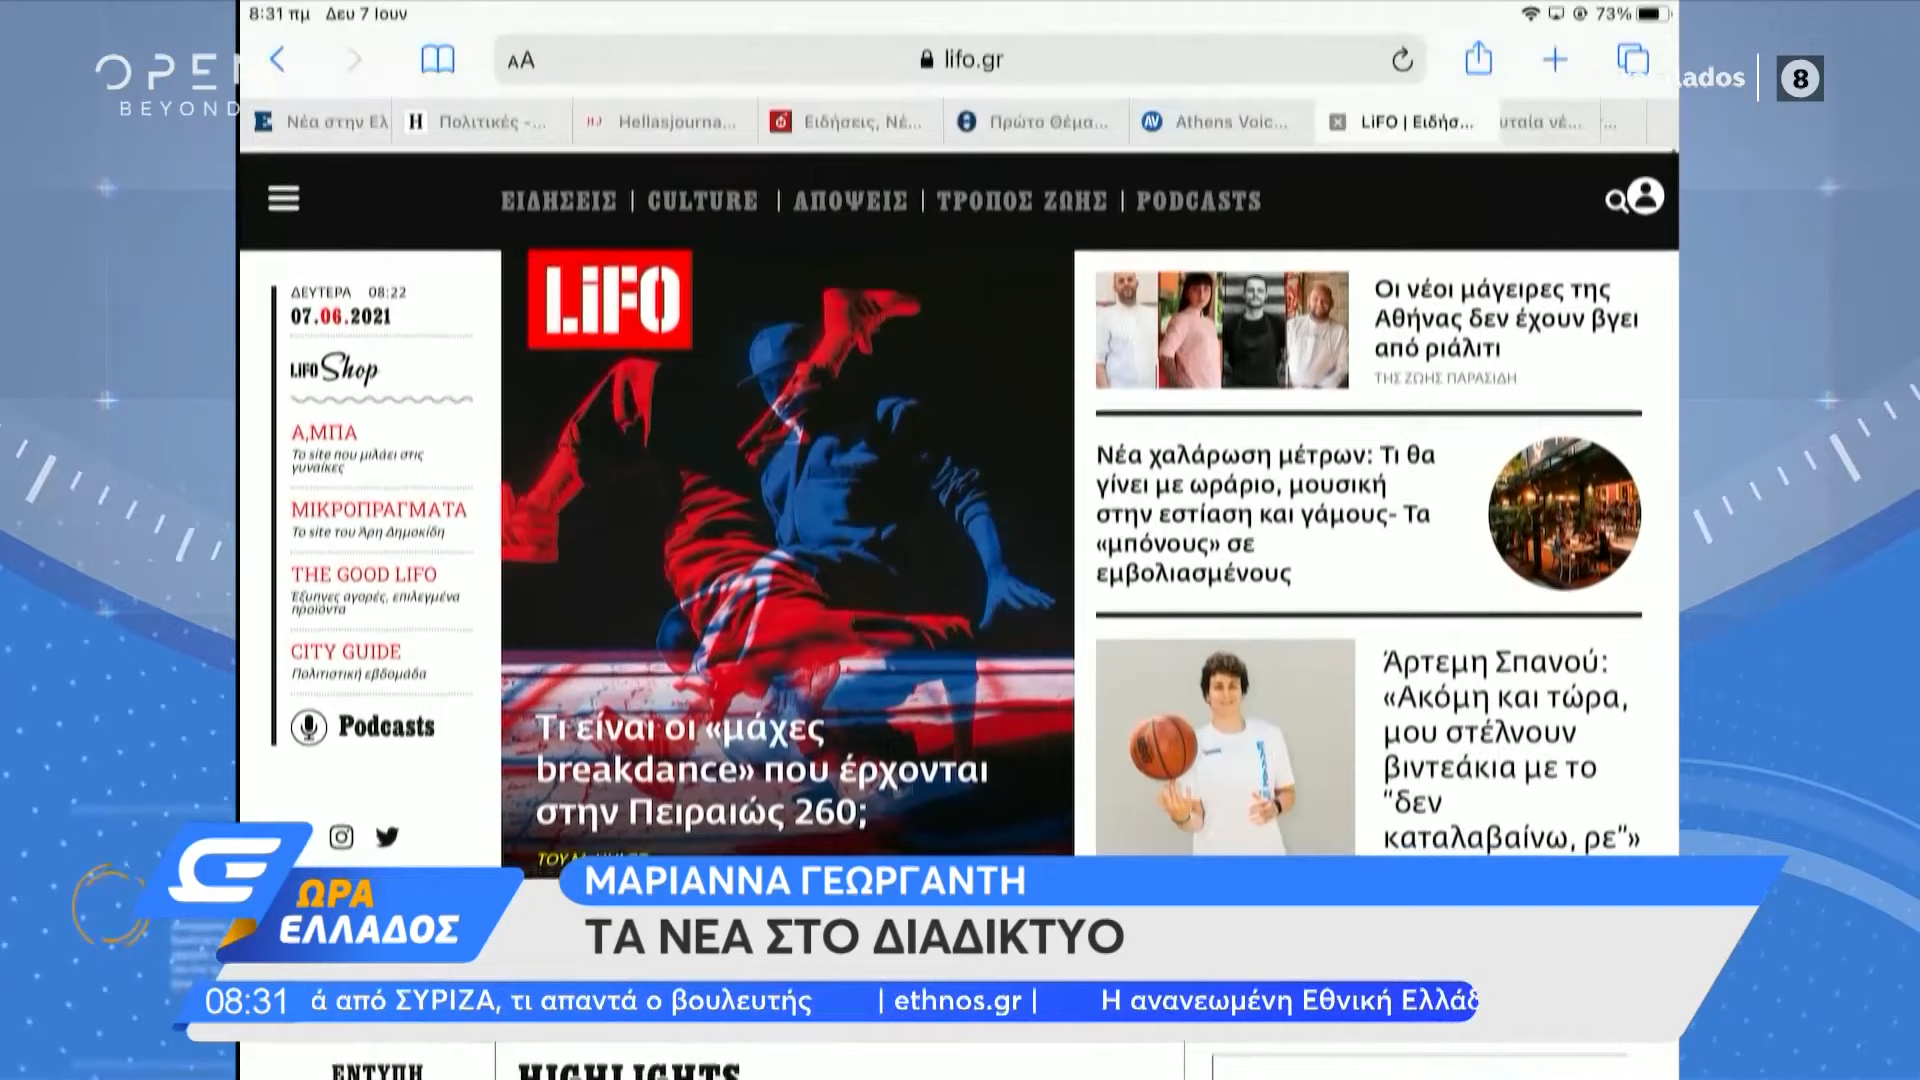 8:31 πμ Δευ 7 Ιουν
73%
OPEN
BEYOND
AA
lifo.gr
lados
8
Νέα στην Ελ
Πολιτικές -...
Hellasjourna...
Ειδήσεις, Νέ...
Πρώτο Θέμα...
Athens Voic...
LiFO | Ειδήσ...
υταία νέ...
ΕΙΔΗΣΕΙΣ | CULTURE | ΑΠΟΨΕΙΣ | ΤΡΟΠΟΣ ΖΩΗΣ | PODCASTS
ΔΕΥΤΕΡΑ 08:22
07.06.2021
LiFO Shop
Α,ΜΠΑ
Το site που μιλάει στις
γυναίκες
ΜΙΚΡΟΠΡΑΓΜΑΤΑ
Το site του Άρη Δημοκίδη
THE GOOD LIFO
Έξυπνες αγορές, επιλεγμένα
προϊόντα
CITY GUIDE
Πολιτιστική εβδομάδα
Podcasts
LiFO
Τι είναι οι «μάχες
breakdance» που έρχονται
στην Πειραιώς 260;
Οι νέοι μάγειρες της
Αθήνας δεν έχουν βγει
από ριάλιτι
ΤΗΣ ΖΩΗΣ ΠΑΡΑΣΙΔΗ
Νέα χαλάρωση μέτρων: Τι θα
γίνει με ωράριο, μουσική
στην εστίαση και γάμους- Τα
«μπόνους» σε
εμβολιασμένους
Άρτεμη Σπανού:
«Ακόμη και τώρα,
μου στέλνουν
βιντεάκια με το
"δεν
καταλαβαίνω, ρε"»
ΩΡΑ
ΕΛΛΑΔΟΣ
ΜΑΡΙΑΝΝΑ ΓΕΩΡΓΑΝΤΗ
ΤΑ ΝΕΑ ΣΤΟ ΔΙΑΔΙΚΤΥΟ
08:31 ά από ΣΥΡΙΖΑ, τι απαντά ο βουλευτής | ethnos.gr | Η ανανεωμένη Εθνική Ελλάδ
ΕΝΤΥΠΗ
HIGHLIGHTS